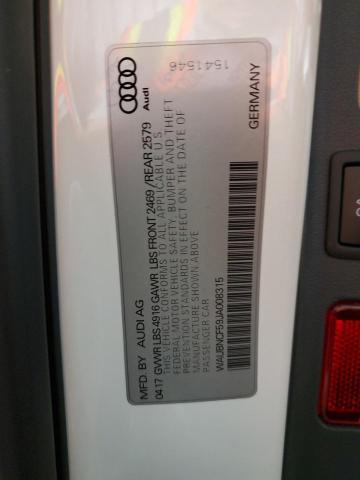 MFD. BY AUDI AG
04 17 GVWR LBS 4916 GAWR LBS FRONT 2469 / REAR 2579
THIS VEHICLE CONFORMS TO ALL APPLICABLE U.S.
FEDERAL MOTOR VEHICLE SAFETY, BUMPER AND THEFT
PREVENTION STANDARDS IN EFFECT ON THE DATE OF
MANUFACTURE SHOWN ABOVE
PASSENGER CAR
WAUBNCF59JA008315
GERMANY
Audi
1541546